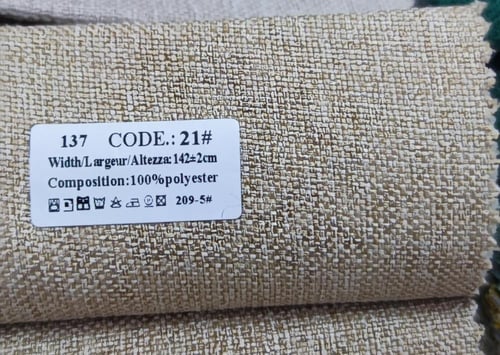 137 CODE.: 21#
Width/Largeur/Altezza: 142±2cm
Composition:100%polyester
209-5#